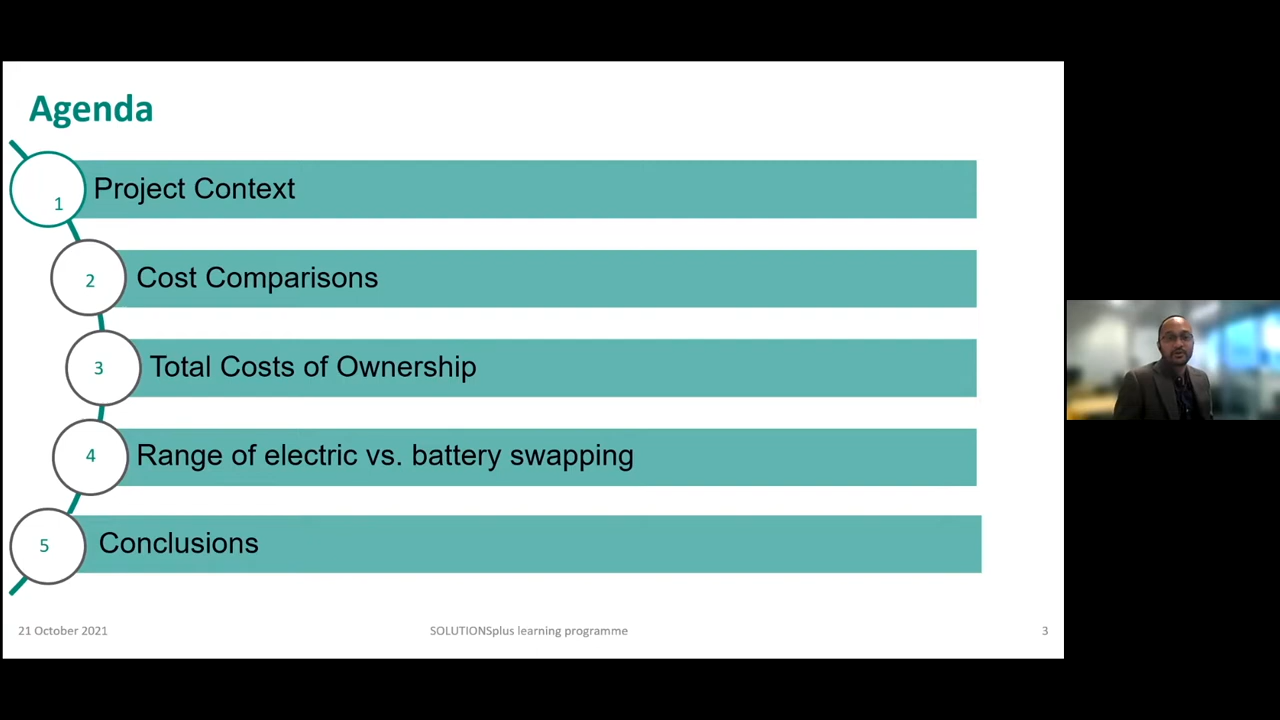 Agenda
1 Project Context
2 Cost Comparisons
3 Total Costs of Ownership
4 Range of electric vs. battery swapping
5 Conclusions
21 October 2021 SOLUTIONSplus learning programme 3